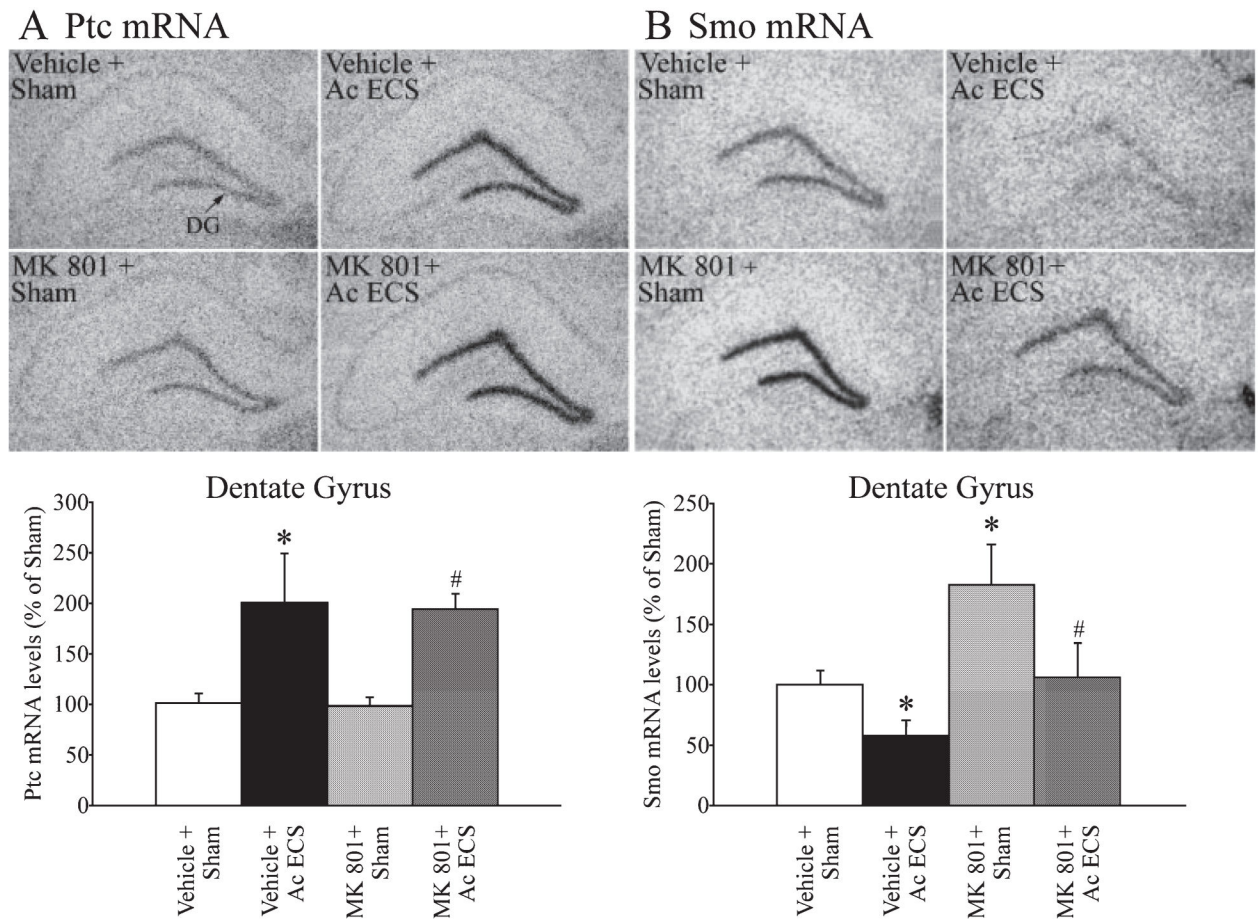 A Ptc mRNA
Vehicle +
Sham
Vehicle +
Ac ECS
DG
MK 801 +
Sham
MK 801+
Ac ECS
Dentate Gyrus
Ptc mRNA levels (% of Sham)
300
250
200
150
100
50
0
*
#
Vehicle +
Sham
Vehicle +
Ac ECS
MK 801+
Sham
MK 801+
Ac ECS
B Smo mRNA
Vehicle +
Sham
Vehicle +
Ac ECS
MK 801 +
Sham
MK 801+
Ac ECS
Dentate Gyrus
Smo mRNA levels (% of Sham)
250
200
150
100
50
0
*
*
#
Vehicle +
Sham
Vehicle +
Ac ECS
MK 801+
Sham
MK 801+
Ac ECS